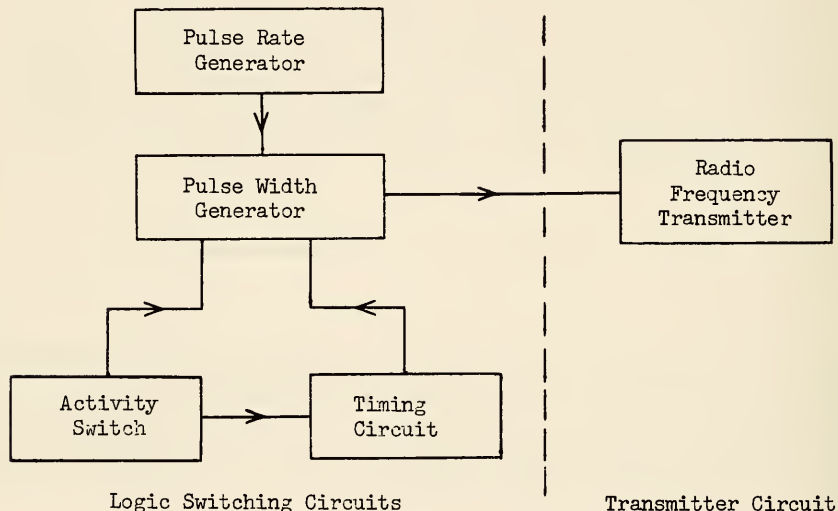 Pulse Rate
Generator
Pulse Width
Generator
Radio
Frequency
Transmitter
Activity
Switch
Timing
Circuit
Logic Switching Circuits
Transmitter Circuit